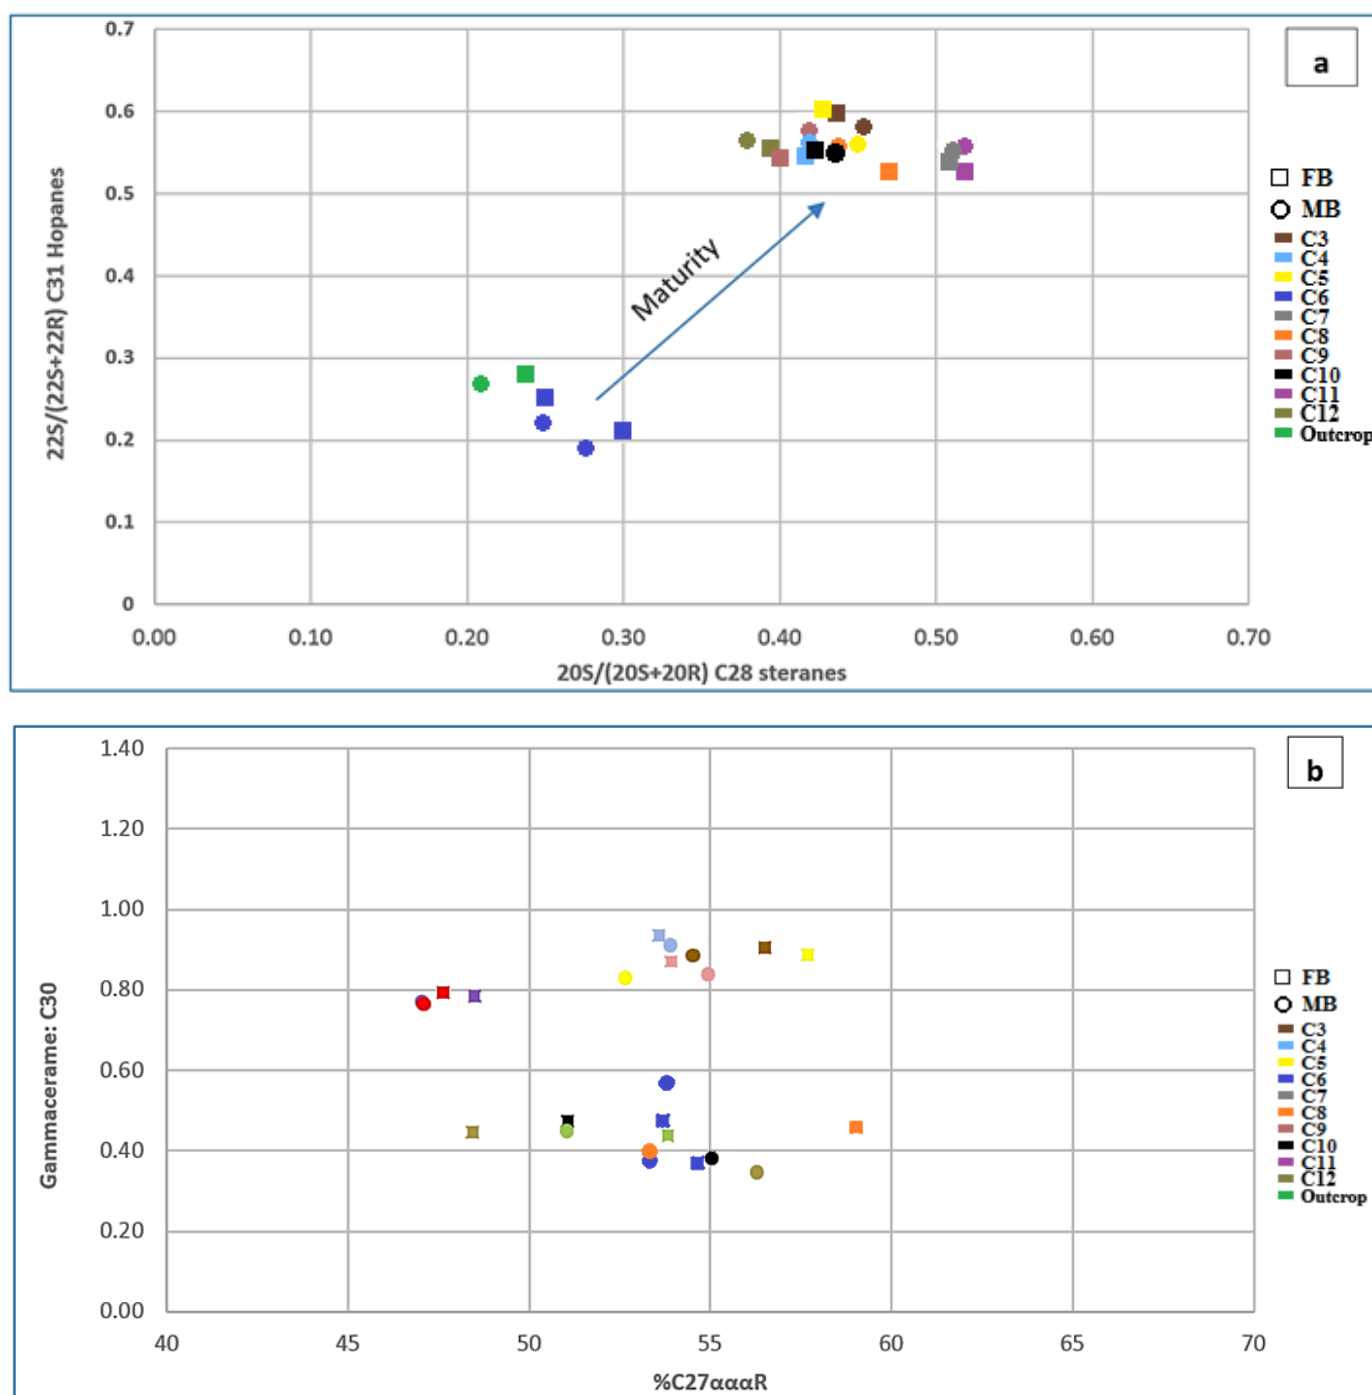 a
0.7
0.6
0.5
0.4
0.3
0.2
0.1
0
22S/(22S+22R) C31 Hopanes
Maturity
0.00 0.10 0.20 0.30 0.40 0.50 0.60 0.70
20S/(20S+20R) C28 steranes
FB
MB
C3
C4
C5
C6
C7
C8
C9
C10
C11
C12
Outcrop
b
1.40
1.20
1.00
0.80
0.60
0.40
0.20
0.00
Gammacerame: C30
40 45 50 55 60 65 70
%C27αααR
FB
MB
C3
C4
C5
C6
C7
C8
C9
C10
C11
C12
Outcrop